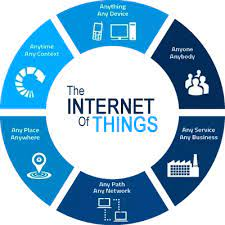 Anything
Any Device
Anyone
Anybody
Any Service
Any Business
Any Path
Any Network
Any Place
Anywhere
Anytime
Any Context
The
INTERNET
Of THINGS